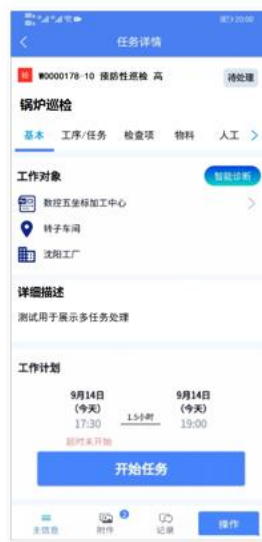 20:00
任务详情
W0000178-10 预防性巡检 高
待处理
锅炉巡检
基本 工序/任务 检查项 物料 人工
工作对象
智能诊断
数控五坐标加工中心
转子车间
沈阳工厂
详细描述
测试用于展示多任务处理
工作计划
9月14日 9月14日
(今天) (今天)
17:30 1.5小时 19:00
超时未开始
开始任务
2
主信息 附件 记录 操作